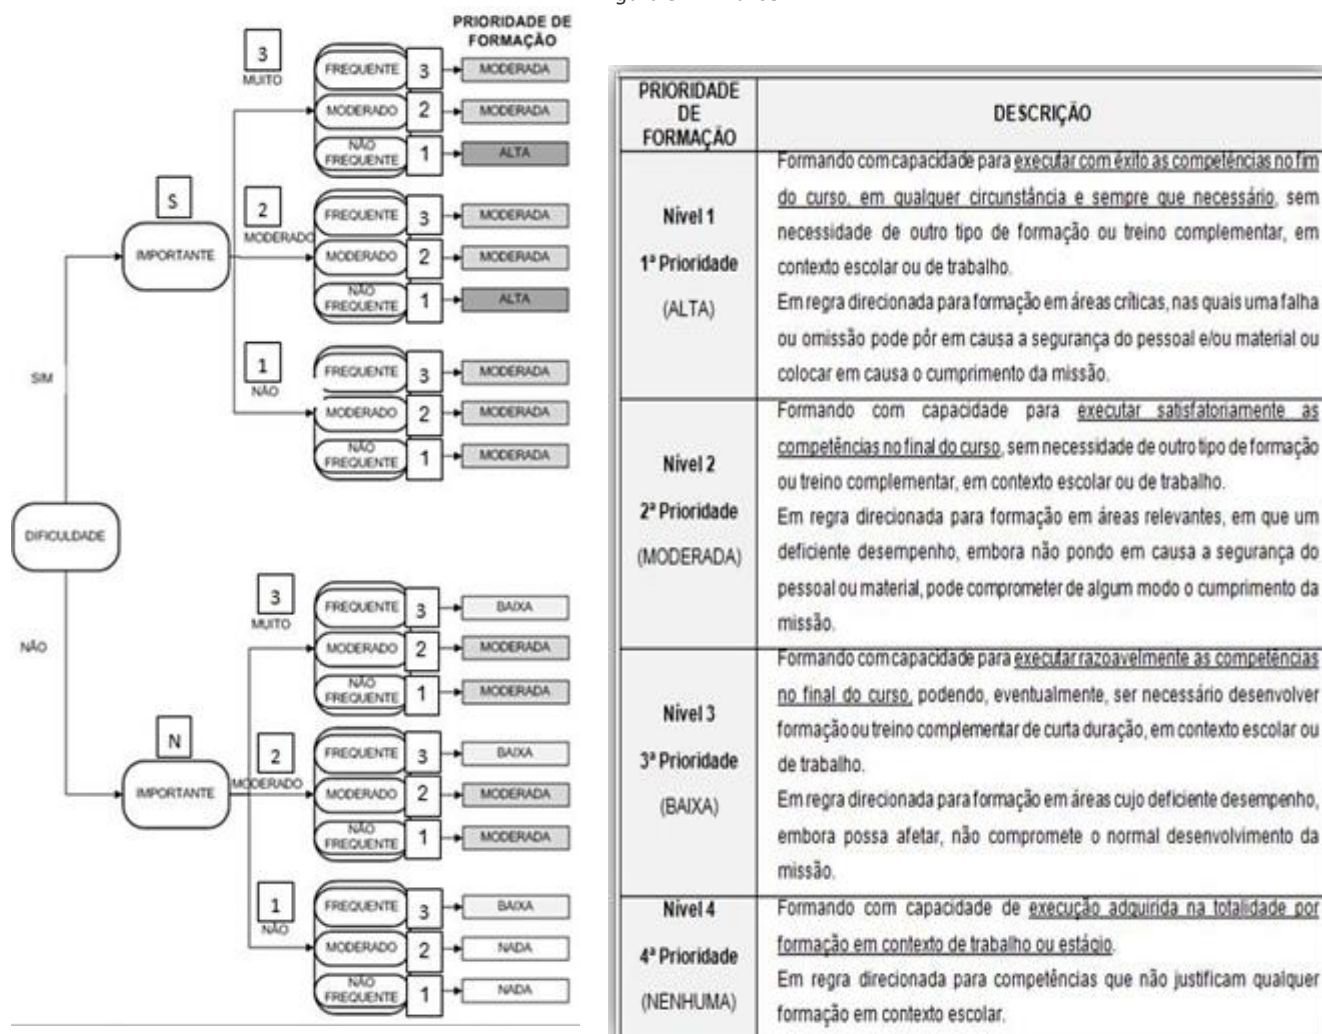 PRIORIDADE DE
FORMAÇÃO
3
MUITO
FREQUENTE 3 MODERADA
MODERADO 2 MODERADA
NÃO
FREQUENTE 1 ALTA
S
IMPORTANTE
2
MODERADO
FREQUENTE 3 MODERADA
MODERADO 2 MODERADA
NÃO
FREQUENTE 1 ALTA
1
NÃO
FREQUENTE 3 MODERADA
MODERADO 2 MODERADA
NÃO
FREQUENTE 1 MODERADA
SIM
DIFICULDADE
NÃO
3
MUITO
FREQUENTE 3 BAIXA
MODERADO 2 MODERADA
NÃO
FREQUENTE 1 MODERADA
N
IMPORTANTE
2
MODERADO
FREQUENTE 3 BAIXA
MODERADO 2 MODERADA
NÃO
FREQUENTE 1 MODERADA
1
NÃO
FREQUENTE 3 BAIXA
MODERADO 2 NADA
NÃO
FREQUENTE 1 NADA
PRIORIDADE
DE
FORMAÇÃO
DESCRIÇÃO
Nível 1
1ª Prioridade
(ALTA)
Formando com capacidade para executar com êxito as competências no fim
do curso, em qualquer circunstância e sempre que necessário, sem
necessidade de outro tipo de formação ou treino complementar, em
contexto escolar ou de trabalho.
Em regra direcionada para formação em áreas críticas, nas quais uma falha
ou omissão pode pôr em causa a segurança do pessoal e/ou material ou
colocar em causa o cumprimento da missão.
Nível 2
2ª Prioridade
(MODERADA)
Formando com capacidade para executar satisfatoriamente as
competências no final do curso, sem necessidade de outro tipo de formação
ou treino complementar, em contexto escolar ou de trabalho.
Em regra direcionada para formação em áreas relevantes, em que um
deficiente desempenho, embora não pondo em causa a segurança do
pessoal ou material, pode comprometer de algum modo o cumprimento da
missão.
Nível 3
3ª Prioridade
(BAIXA)
Formando com capacidade para executar razoavelmente as competências
no final do curso, podendo, eventualmente, ser necessário desenvolver
formação ou treino complementar de curta duração, em contexto escolar ou
de trabalho.
Em regra direcionada para formação em áreas cujo deficiente desempenho,
embora possa afetar, não compromete o normal desenvolvimento da
missão.
Nível 4
4ª Prioridade
(NENHUMA)
Formando com capacidade de execução adquirida na totalidade por
formação em contexto de trabalho ou estágio.
Em regra direcionada para competências que não justificam qualquer
formação em contexto escolar.